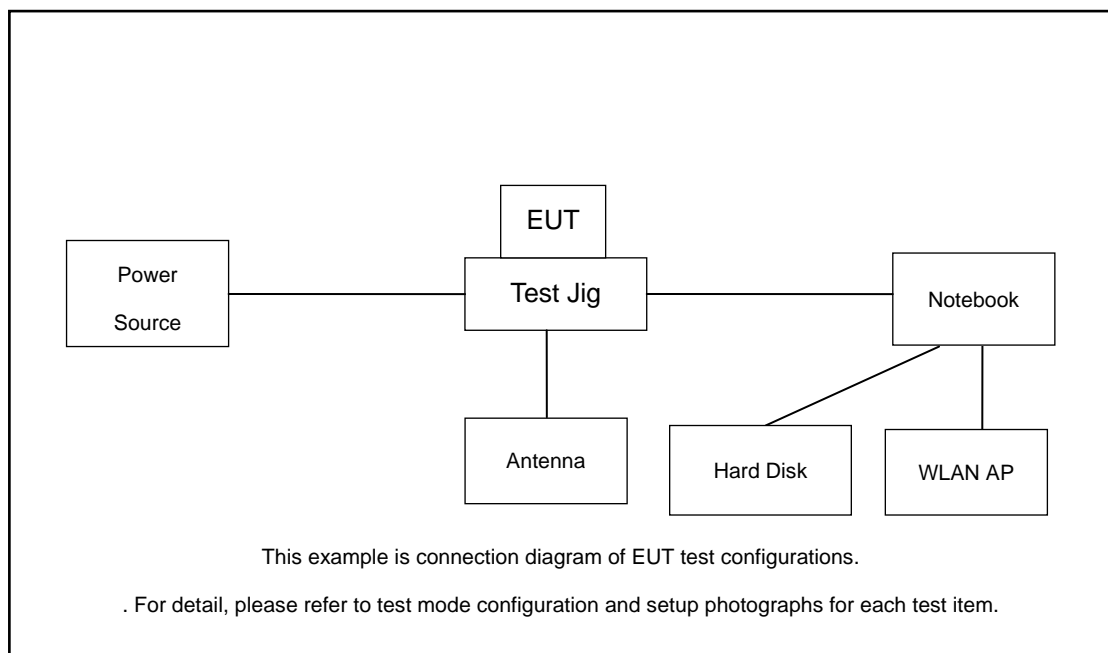 EUT
Power
Source
Test Jig
Notebook
Antenna
Hard Disk
WLAN AP
This example is connection diagram of EUT test configurations.
. For detail, please refer to test mode configuration and setup photographs for each test item.